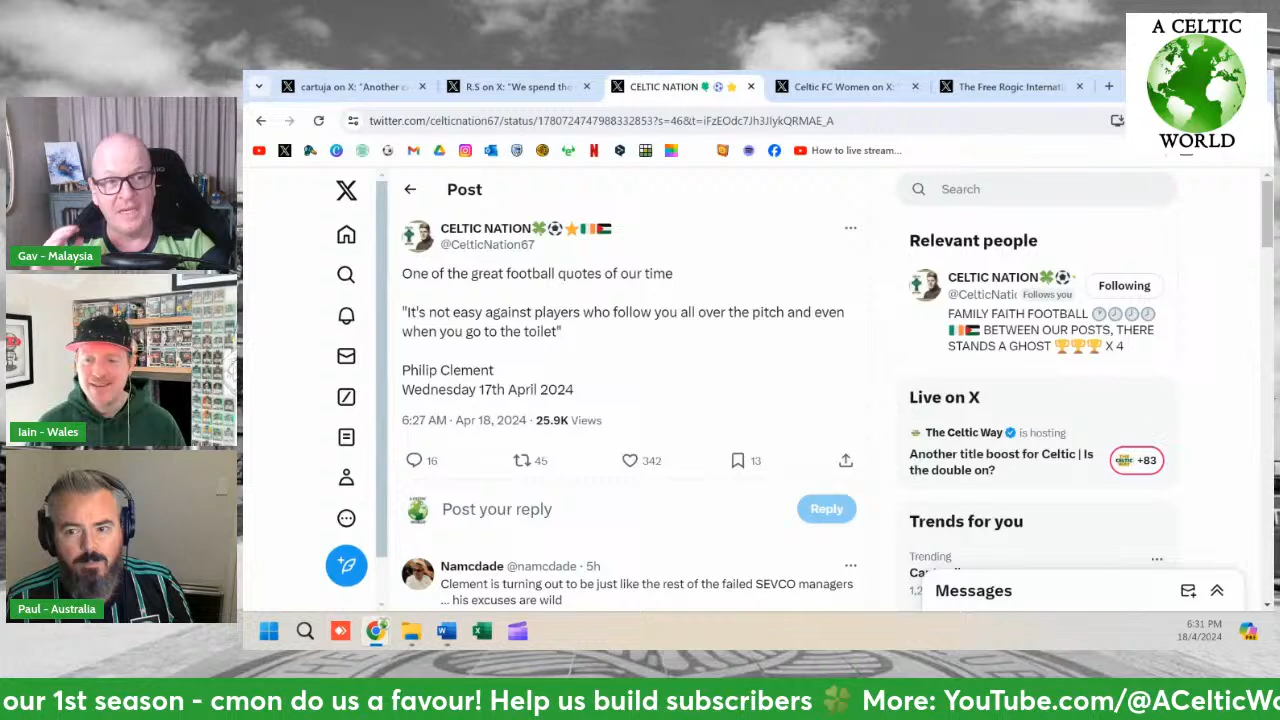 A CELTIC
WORLD
cartuja on X: "Another c
R.S on X: "We spend tho
CELTIC NATION🍀⚽⭐
Celtic FC Women on X:
The Free Rogic Internati
twitter.com/celticnation67/status/1780724747988332853?s=46&t=iFzEOdc7Jh3JIykQRMAE_A
How to live stream...
Post
Search
CELTIC NATION🍀⚽⭐🇮🇪🇵🇸
@CelticNation67
One of the great football quotes of our time
"It's not easy against players who follow you all over the pitch and even
when you go to the toilet"
Philip Clement
Wednesday 17th April 2024
6:27 AM · Apr 18, 2024 · 25.9K Views
16
45
342
13
Post your reply
Reply
Namcdade @namcdade · 5h
Clement is turning out to be just like the rest of the failed SEVCO managers
... his excuses are wild
Relevant people
CELTIC NATION🍀⚽
@CelticNati Follows you
Following
FAMILY FAITH FOOTBALL
🇮🇪🇵🇸 BETWEEN OUR POSTS, THERE
STANDS A GHOST 🏆🏆🏆 X 4
Live on X
The Celtic Way is hosting
Another title boost for Celtic | Is
the double on?
+83
Trends for you
Trending
Messages
6:31 PM
18/4/2024
Gav - Malaysia
Iain - Wales
Paul - Australia
our 1st season - cmon do us a favour! Help us build subscribers 🍀 More: YouTube.com/@ACelticWo